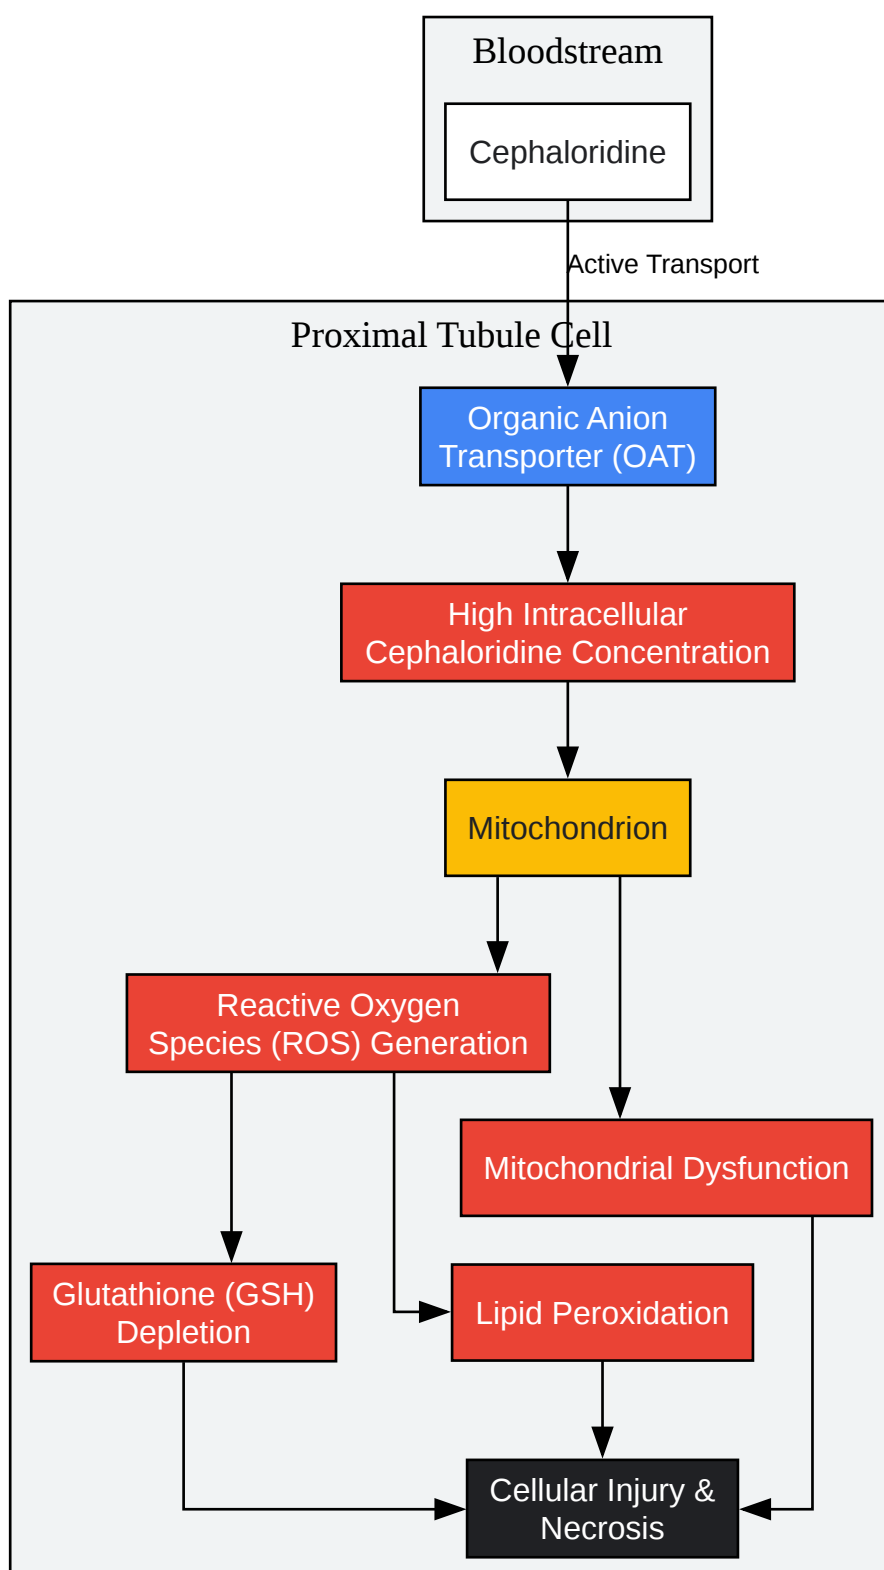 Bloodstream
Cephaloridine
Active Transport
Proximal Tubule Cell
Organic Anion
Transporter (OAT)
High Intracellular
Cephaloridine Concentration
Mitochondrion
Reactive Oxygen
Species (ROS) Generation
Mitochondrial Dysfunction
Glutathione (GSH)
Depletion
Lipid Peroxidation
Cellular Injury &
Necrosis